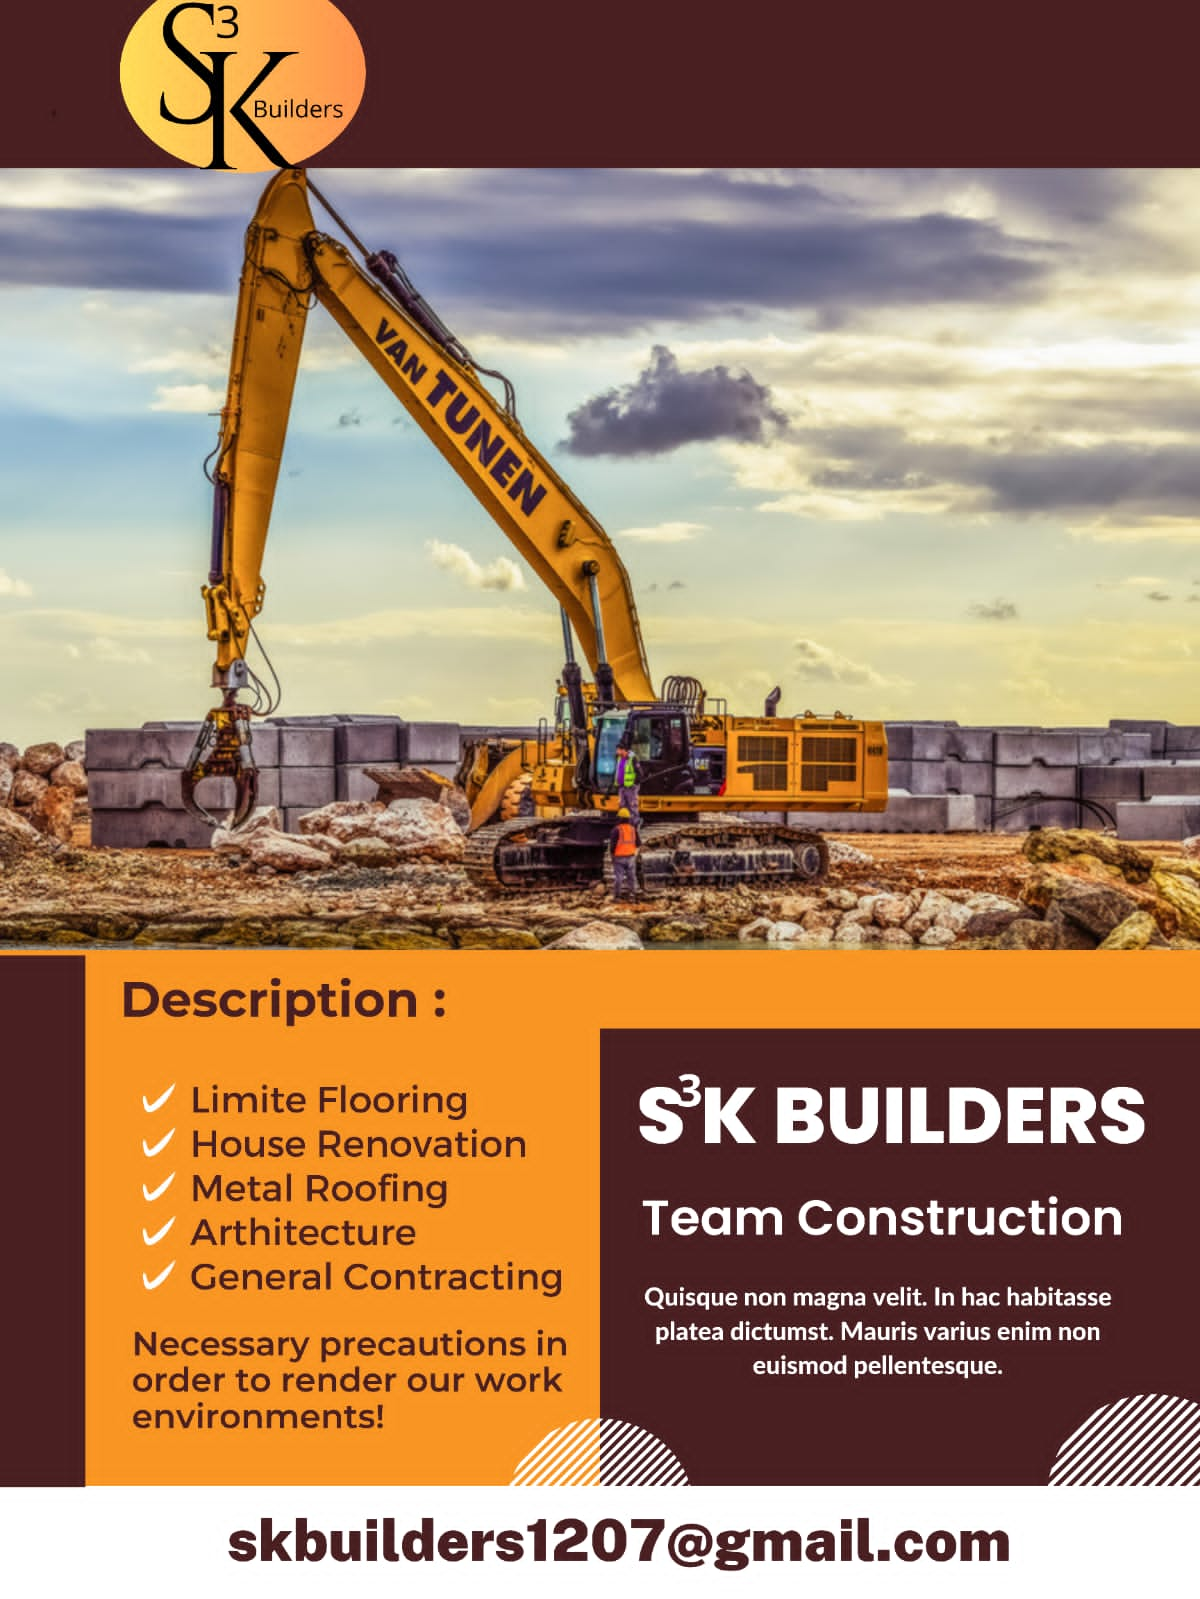 S³K
Builders
VAN TUNEN
CAT
Description :
Limite Flooring
House Renovation
Metal Roofing
Arthitecture
General Contracting
Necessary precautions in
order to render our work
environments!
S³K BUILDERS
Team Construction
Quisque non magna velit. In hac habitasse
platea dictumst. Mauris varius enim non
euismod pellentesque.
skbuilders1207@gmail.com